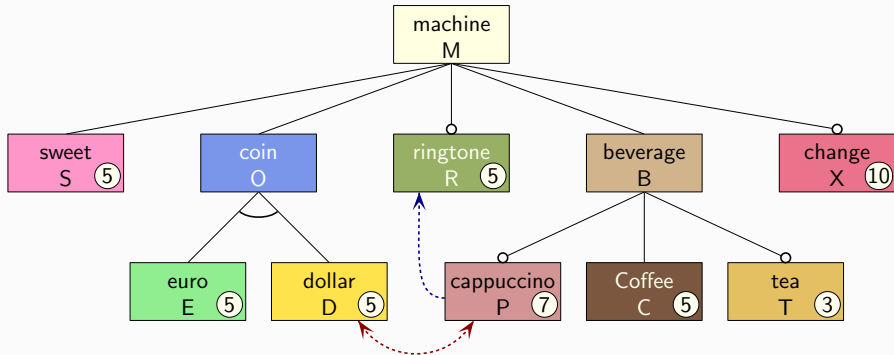 machine
M
sweet
S 5
coin
O
ringtone
R 5
beverage
B
change
X 10
euro
E 5
dollar
D 5
cappuccino
P 7
Coffee
C 5
tea
T 3